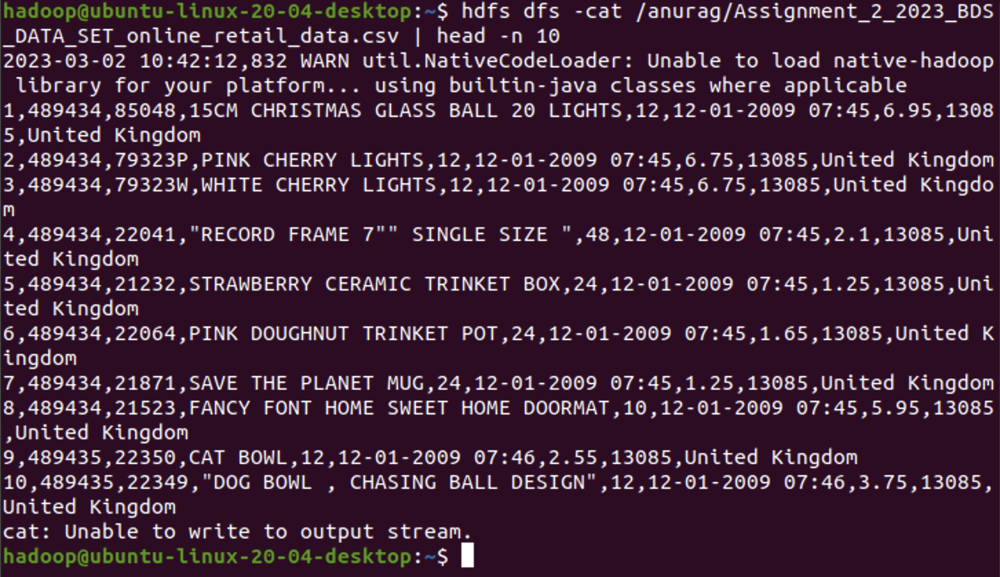 hadoop@ubuntu-linux-20-04-desktop:~$ hdfs dfs -cat /anurag/Assignment_2_2023_BDS
_DATA_SET_online_retail_data.csv | head -n 10
2023-03-02 10:42:12,832 WARN util.NativeCodeLoader: Unable to load native-hadoop
 library for your platform... using builtin-java classes where applicable
1,489434,85048,15CM CHRISTMAS GLASS BALL 20 LIGHTS,12,12-01-2009 07:45,6.95,1308
5,United Kingdom
2,489434,79323P,PINK CHERRY LIGHTS,12,12-01-2009 07:45,6.75,13085,United Kingdom
3,489434,79323W,WHITE CHERRY LIGHTS,12,12-01-2009 07:45,6.75,13085,United Kingdo
m
4,489434,22041,"RECORD FRAME 7"" SINGLE SIZE ",48,12-01-2009 07:45,2.1,13085,Uni
ted Kingdom
5,489434,21232,STRAWBERRY CERAMIC TRINKET BOX,24,12-01-2009 07:45,1.25,13085,Uni
ted Kingdom
6,489434,22064,PINK DOUGHNUT TRINKET POT,24,12-01-2009 07:45,1.65,13085,United K
ingdom
7,489434,21871,SAVE THE PLANET MUG,24,12-01-2009 07:45,1.25,13085,United Kingdom
8,489434,21523,FANCY FONT HOME SWEET HOME DOORMAT,10,12-01-2009 07:45,5.95,13085
,United Kingdom
9,489435,22350,CAT BOWL,12,12-01-2009 07:46,2.55,13085,United Kingdom
10,489435,22349,"DOG BOWL , CHASING BALL DESIGN",12,12-01-2009 07:46,3.75,13085,
United Kingdom
cat: Unable to write to output stream.
hadoop@ubuntu-linux-20-04-desktop:~$